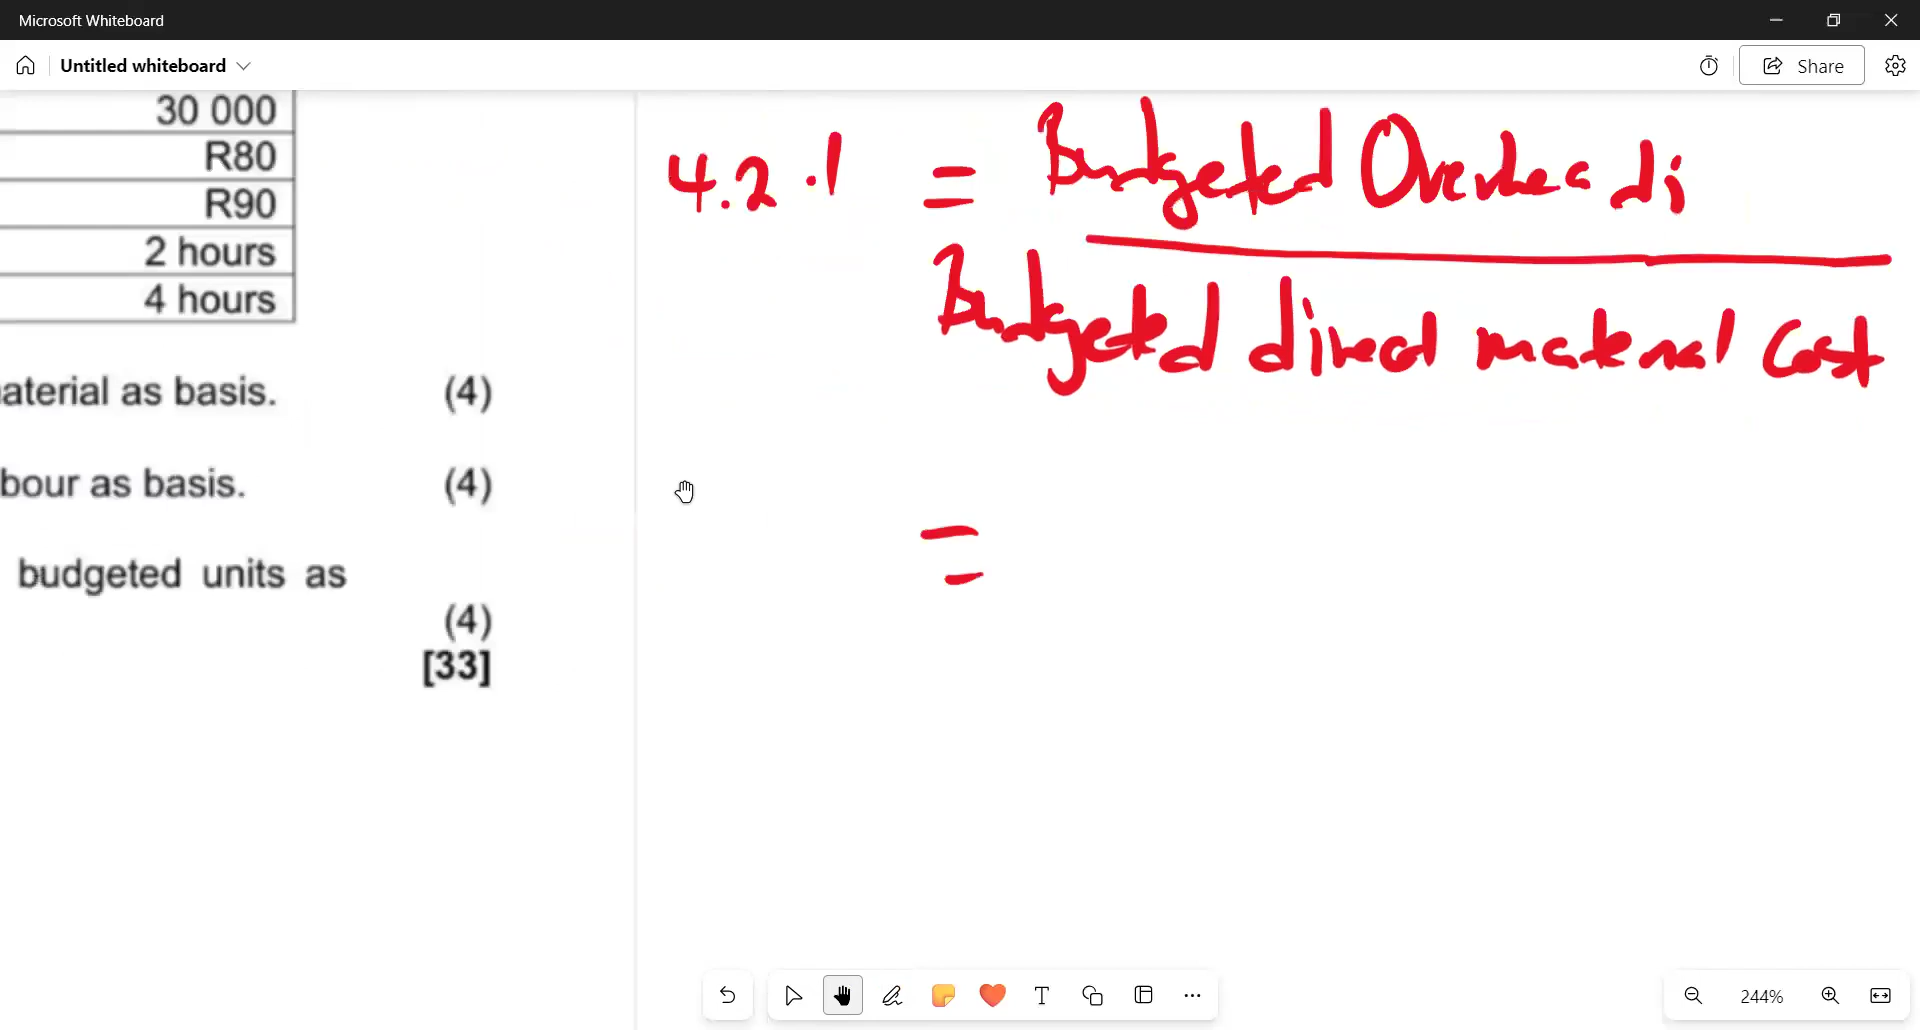 Microsoft Whiteboard
Untitled whiteboard
Share
30 000
R80
R90
2 hours
4 hours
aterial as basis. (4)
bour as basis. (4)
budgeted units as
(4)
[33]
4.2.1 = Budgeted Overheads
Budgeted direct material Cost
=
T
244%